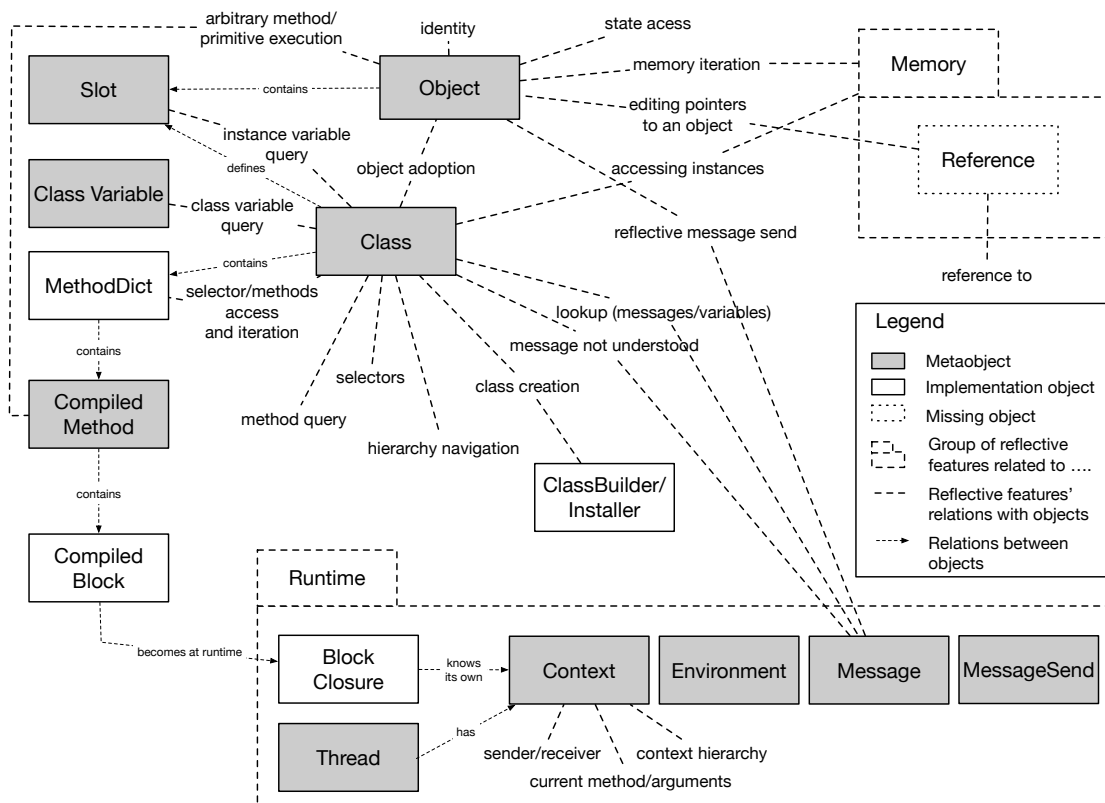 arbitrary method/
primitive execution
identity
state acess
Slot
contains
Object
memory iteration
Memory
editing pointers
to an object
Reference
instance variable
query
defines
object adoption
accessing instances
Class Variable
class variable
query
Class
reflective message send
reference to
MethodDict
contains
selector/methods
access
and iteration
lookup (messages/variables)
message not understood
contains
selectors
class creation
method query
hierarchy navigation
Compiled
Method
contains
ClassBuilder/
Installer
Compiled
Block
Legend
Metaobject
Implementation object
Missing object
Group of reflective
features related to ....
Reflective features'
relations with objects
Relations between
objects
Runtime
becomes at runtime
Block
Closure
knows
its own
Context
Environment
Message
MessageSend
Thread
has
sender/receiver
context hierarchy
current method/arguments